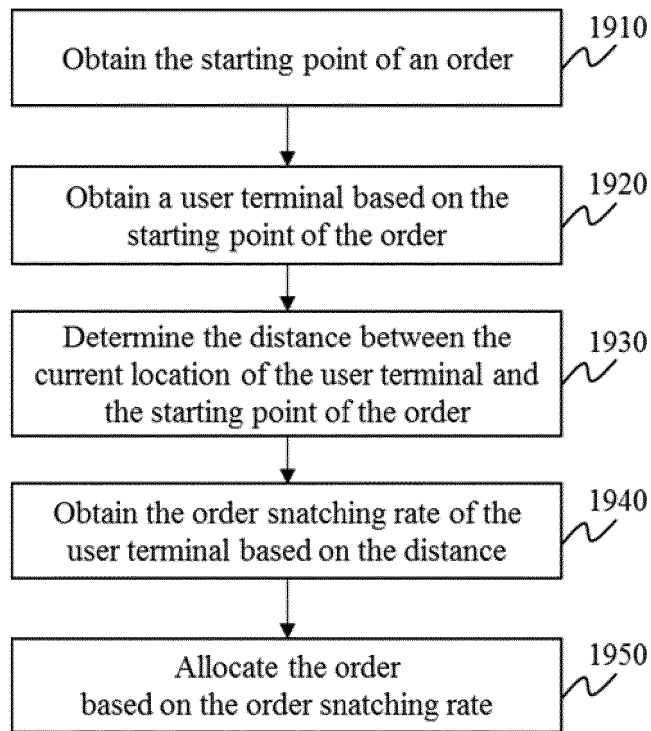 Obtain the starting point of an order
1910
Obtain a user terminal based on the
starting point of the order
1920
Determine the distance between the
current location of the user terminal and
the starting point of the order
1930
Obtain the order snatching rate of the
user terminal based on the distance
1940
Allocate the order
based on the order snatching rate
1950